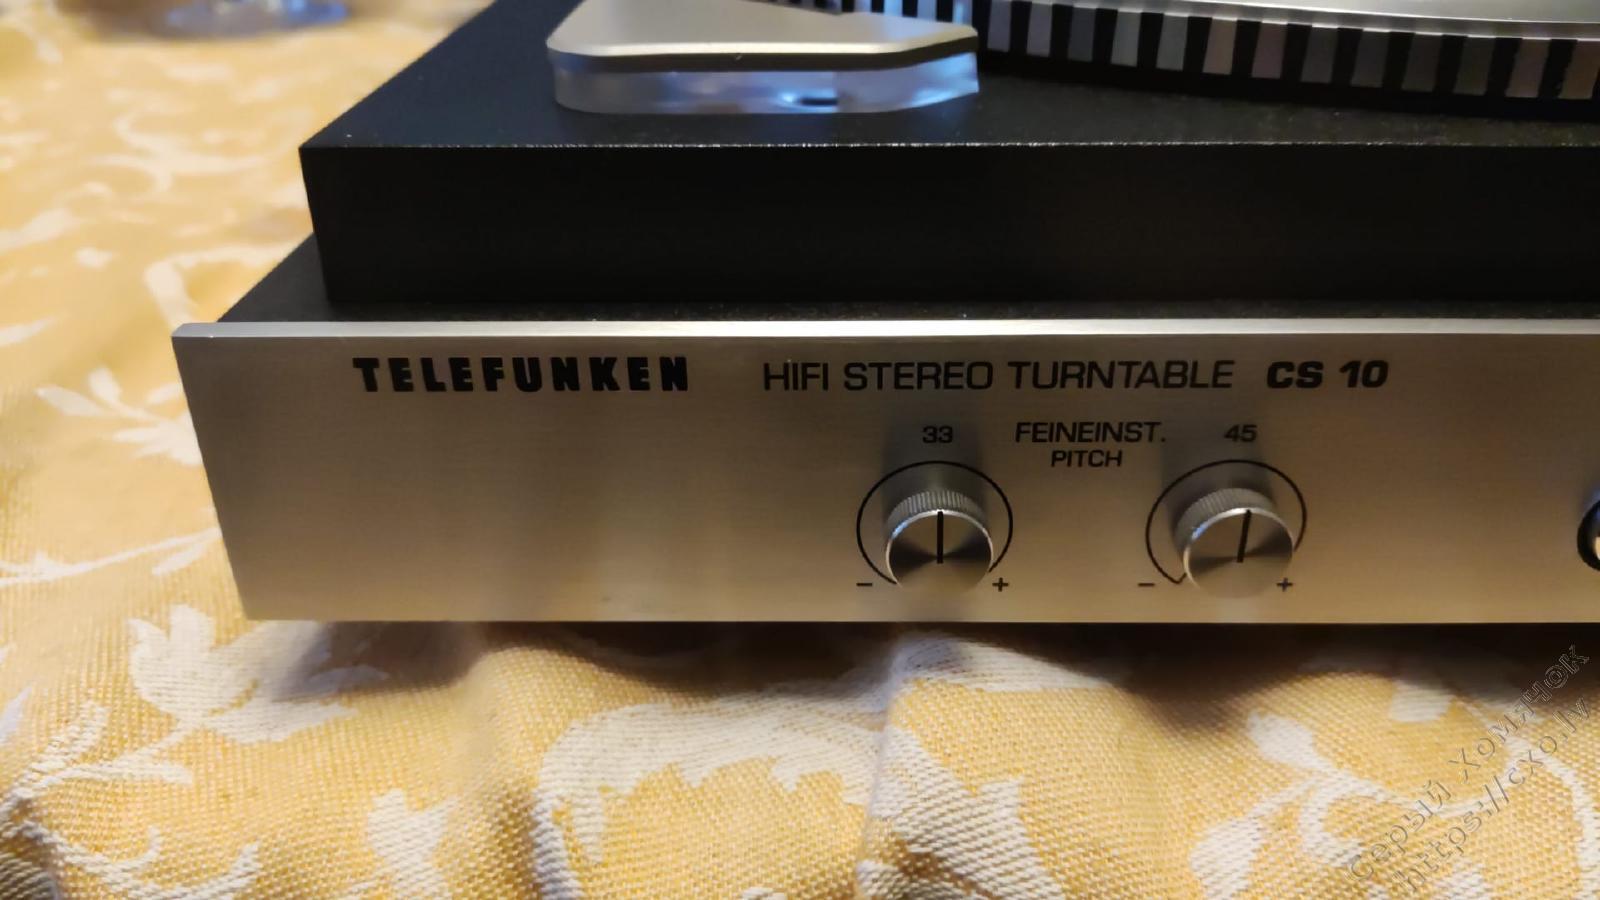 TELEFUNKEN HIFI STEREO TURNTABLE CS 10
33 FEINEINST. 45
PITCH
- + - +
Серый Хомячок
https://cxo.lv